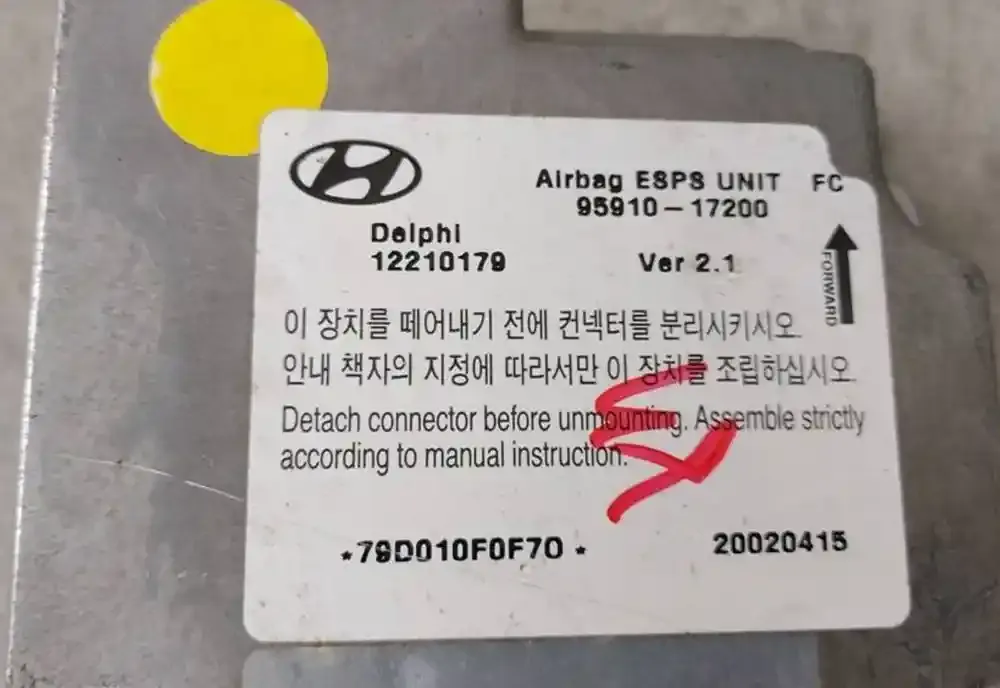 Airbag ESPS UNIT FC
95910-17200
Delphi
12210179 Ver 2.1
FORWARD
이 장치를 떼어내기 전에 컨넥터를 분리시키시오.
안내 책자의 지정에 따라서만 이 장치를 조립하십시오.
Detach connector before unmounting. Assemble strictly
according to manual instruction.
*79D010F0F70 * 20020415